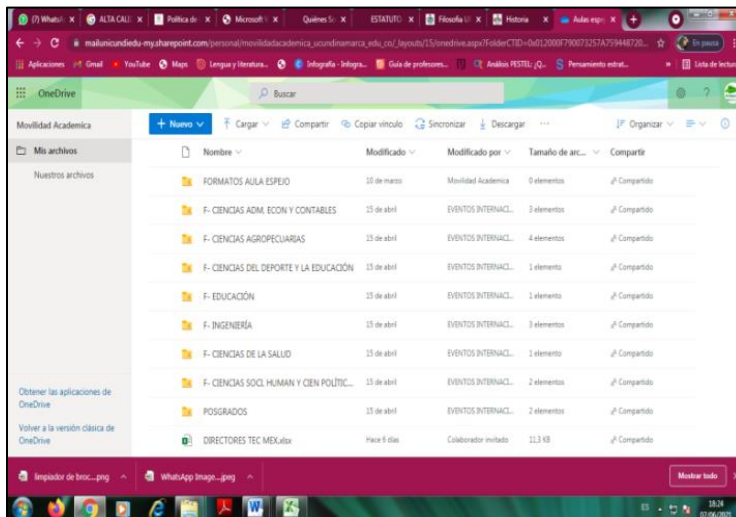 (7) WhatsA
ALTA CALI
Política de
Microsoft
Quiénes So
ESTATUTO
Filosofia U
Historia
Aulas espe
mailunicundiedu-my.sharepoint.com/personal/movilidadacademica_ucundinamarca_edu_co/_layouts/15/onedrive.aspx?FolderCTID=0x012000F790073257A759448720...
En pausa
Aplicaciones
Gmail
YouTube
Maps
Lengua y literatura...
Infografia - Infogra...
Guia de profesores...
Análisis PESTEL: ¿Q...
Pensamiento estrat...
»
Lista de lectura
OneDrive
Buscar
Movilidad Academica
+ Nuevo
Cargar
Compartir
Copiar vínculo
Sincronizar
Descargar
...
Organizar
Mis archivos
Nuestros archivos
Nombre
Modificado
Modificado por
Tamaño de arc...
Compartir
FORMATOS AULA ESPEJO 10 de marzo Movilidad Academica 0 elementos Compartido
F- CIENCIAS ADM, ECON Y CONTABLES 15 de abril EVENTOS INTERNACI... 3 elementos Compartido
F- CIENCIAS AGROPECUARIAS 15 de abril EVENTOS INTERNACI... 4 elementos Compartido
F- CIENCIAS DEL DEPORTE Y LA EDUCACIÓN 15 de abril EVENTOS INTERNACI... 1 elemento Compartido
F- EDUCACIÓN 15 de abril EVENTOS INTERNACI... 1 elementos Compartido
F- INGENIERÍA 15 de abril EVENTOS INTERNACI... 3 elementos Compartido
F- CIENCIAS DE LA SALUD 15 de abril EVENTOS INTERNACI... 1 elemento Compartido
F- CIENCIAS SOCI, HUMAN Y CIEN POLÍTIC... 15 de abril EVENTOS INTERNACI... 2 elementos Compartido
POSGRADOS 15 de abril EVENTOS INTERNACI... 2 elementos Compartido
DIRECTORES TEC MEX.xlsx Hace 6 días Colaborador invitado 11.3 KB Compartido
Obtener las aplicaciones de
OneDrive
Volver a la versión clásica de
OneDrive
limpiador de broc...png
WhatsApp Image...jpeg
Mostrar todo
ES
18:24
07/06/2021